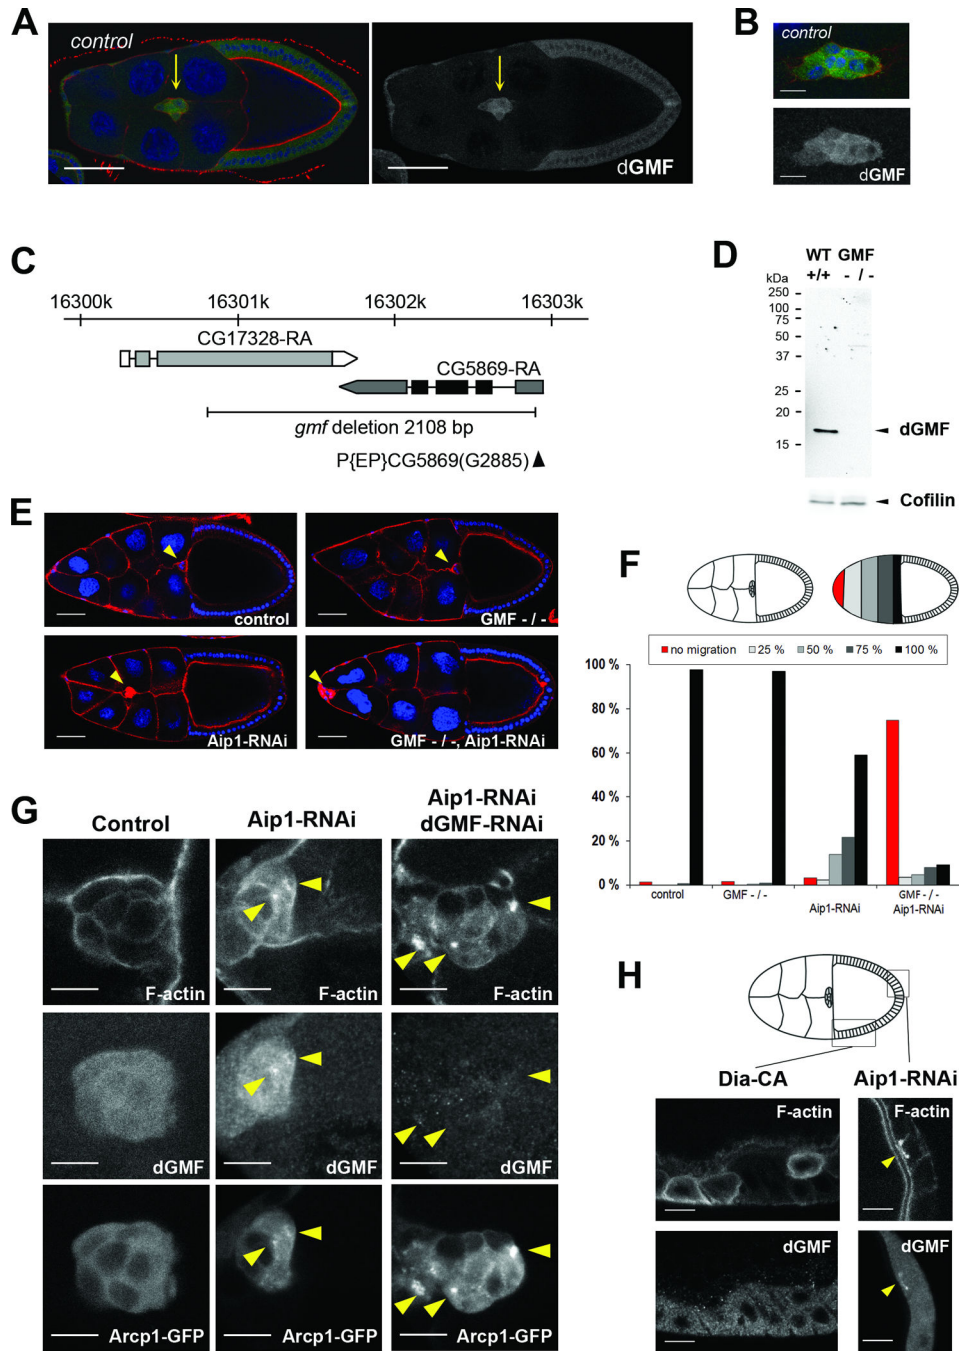 A
control
dGMF
B
control
dGMF
C
16300k 16301k 16302k 16303k
CG17328-RA
CG5869-RA
gmf deletion 2108 bp
P{EP}CG5869(G2885)
D
WT GMF
+/+ - / -
kDa
250
100
75
50
37
25
20
15
dGMF
Cofilin
E
control
GMF - / -
Aip1-RNAi
GMF - / -, Aip1-RNAi
F
no migration 25 % 50 % 75 % 100 %
100 %
80 %
60 %
40 %
20 %
0 %
control
GMF - / -
Aip1-RNAi
GMF - / -
Aip1-RNAi
G
Control
Aip1-RNAi
Aip1-RNAi
dGMF-RNAi
F-actin
F-actin
F-actin
dGMF
dGMF
dGMF
Arcp1-GFP
Arcp1-GFP
Arcp1-GFP
H
Dia-CA
Aip1-RNAi
F-actin
F-actin
dGMF
dGMF